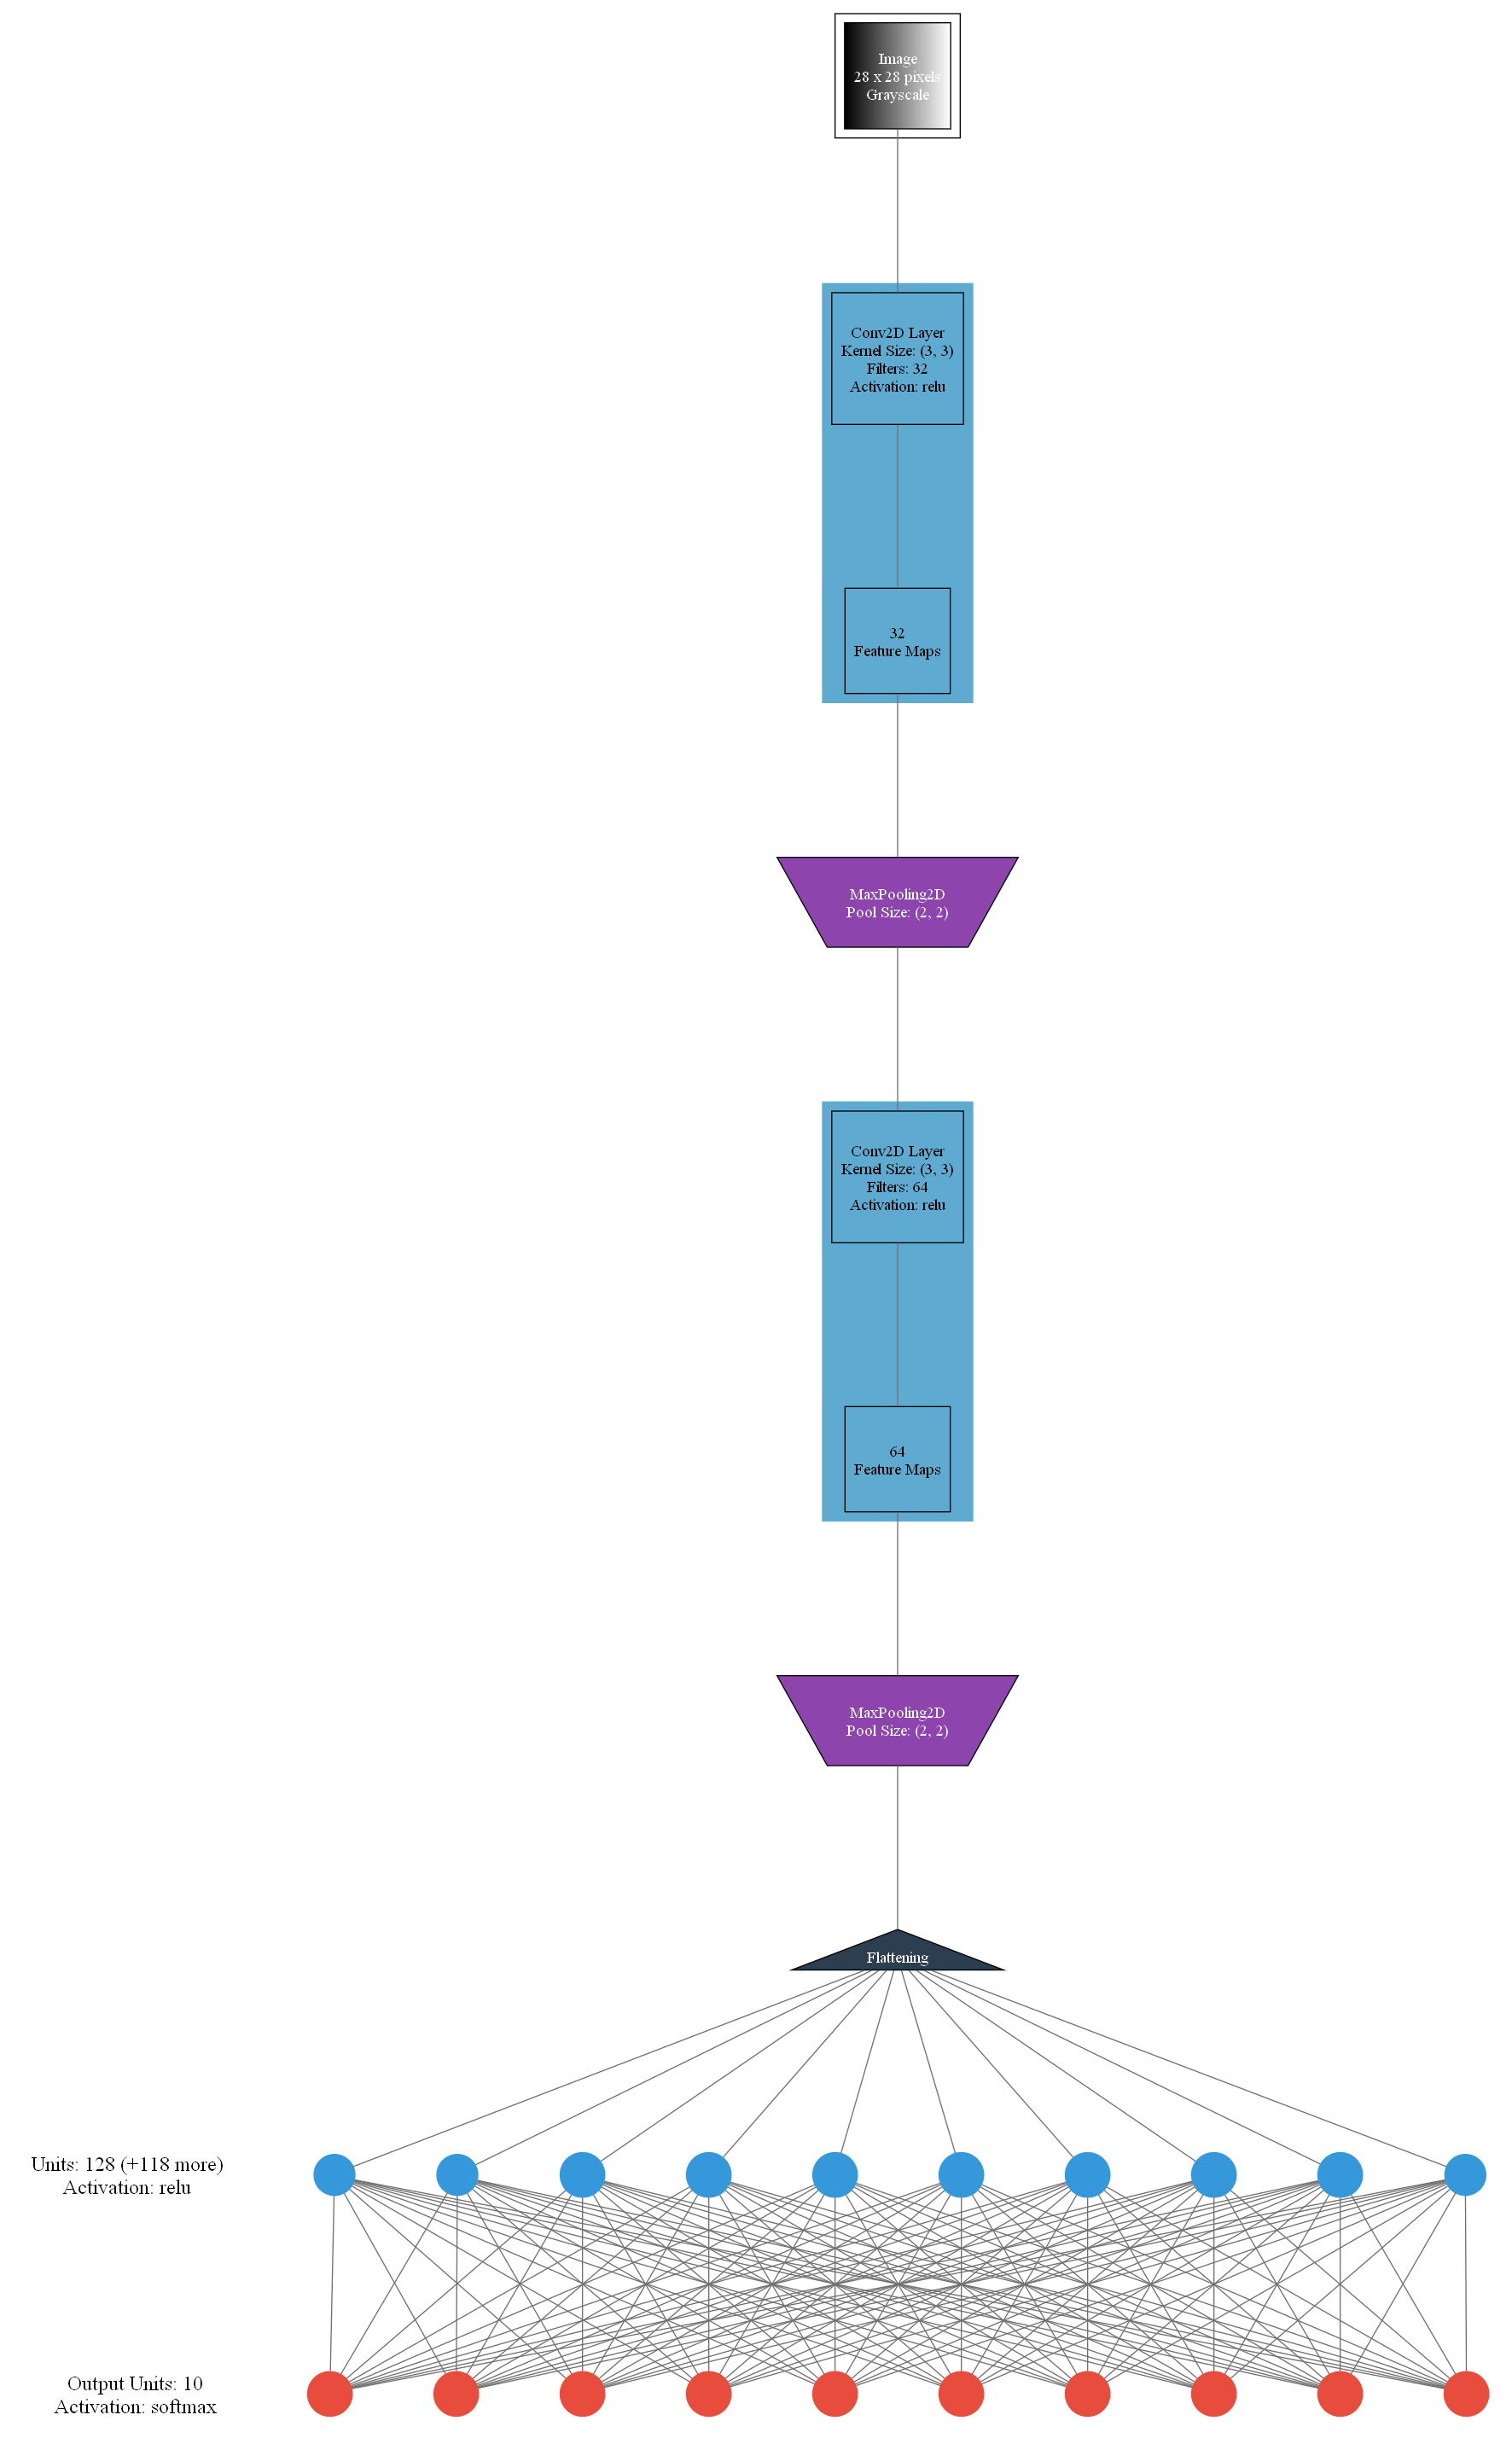 Image
28 x 28 pixels
Grayscale
Conv2D Layer
Kernel Size: (3, 3)
Filters: 32
Activation: relu
32
Feature Maps
MaxPooling2D
Pool Size: (2, 2)
Conv2D Layer
Kernel Size: (3, 3)
Filters: 64
Activation: relu
64
Feature Maps
MaxPooling2D
Pool Size: (2, 2)
Flattening
Units: 128 (+118 more)
Activation: relu
Output Units: 10
Activation: softmax